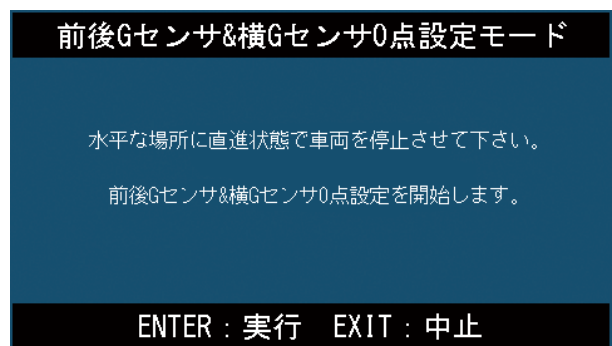 前後Gセンサ&横Gセンサ0点設定モード
水平な場所に直進状態で車両を停止させて下さい。
前後Gセンサ&横Gセンサ0点設定を開始します。
ENTER：実行　EXIT：中止